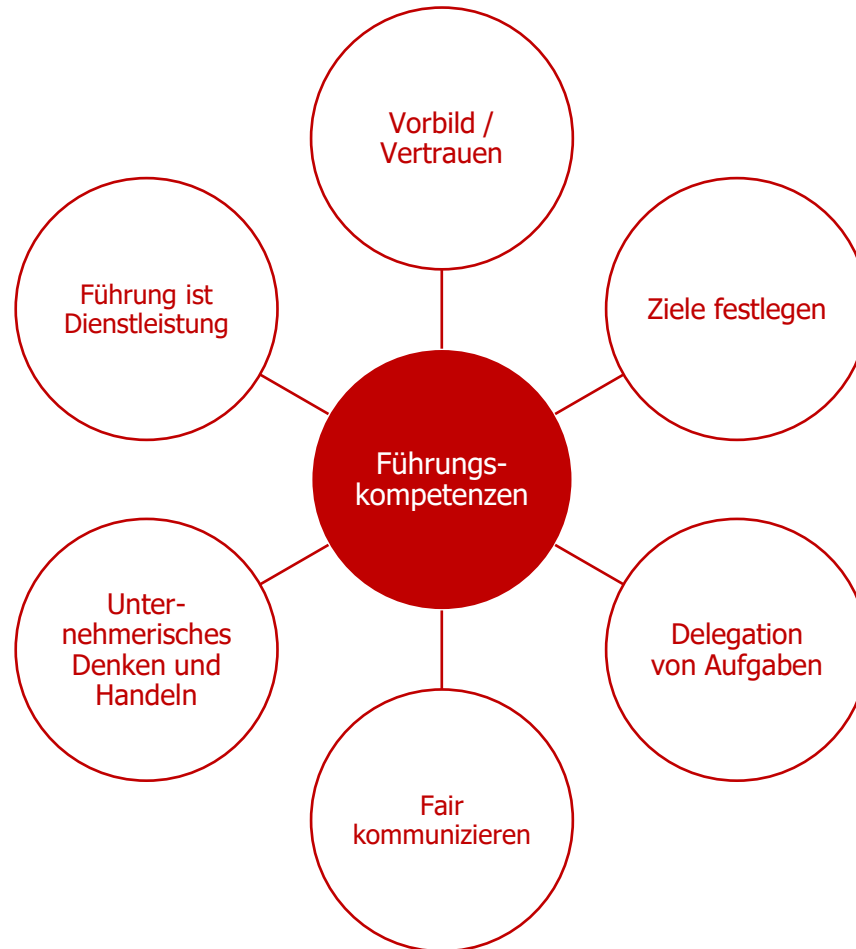 Vorbild /
Vertrauen
Ziele festlegen
Delegation
von Aufgaben
Fair
kommunizieren
Unter-
nehmerisches
Denken und
Handeln
Führung ist
Dienstleistung
Führungs-
kompetenzen